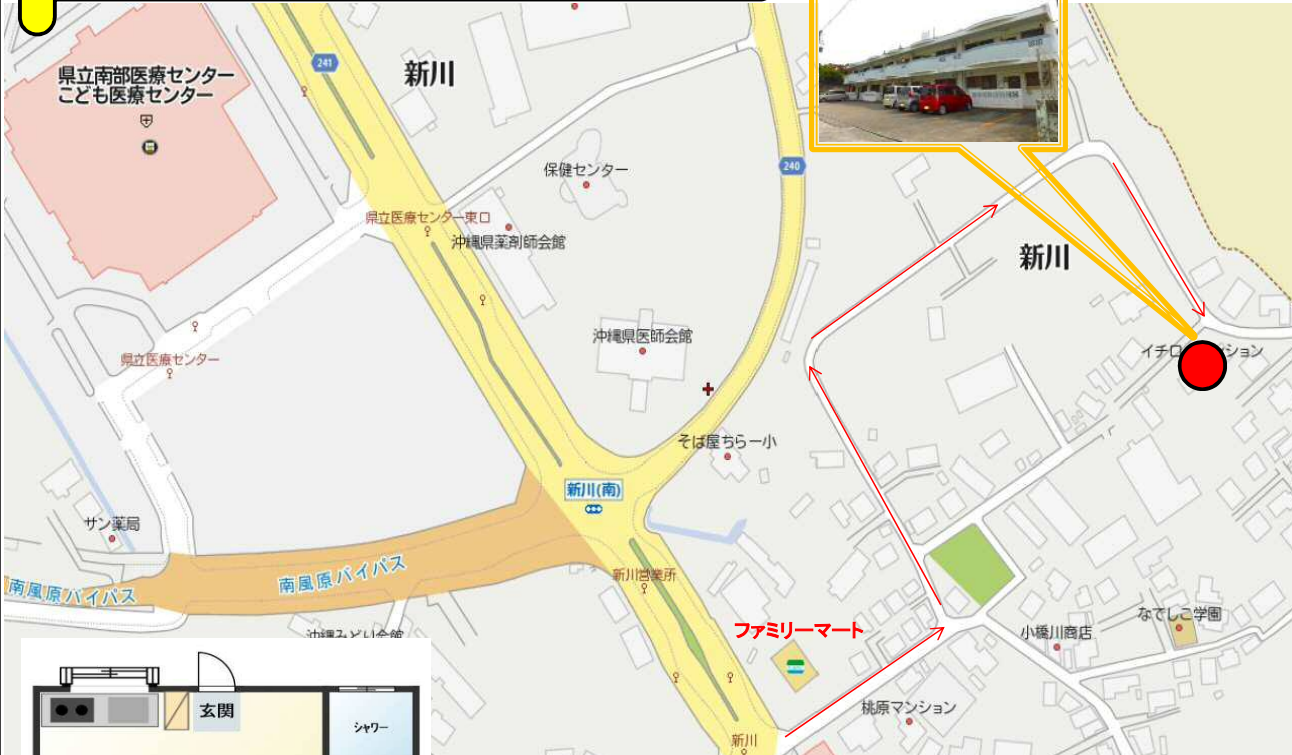 県立南部医療センター
こども医療センター
241
新川
保健センター
240
県立医療センター東口
沖縄県薬剤師会館
新川
沖縄県医師会館
県立医療センター
イチロ
ション
そば屋ちらー小
新川(南)
サン薬局
南風原バイパス
南風原バイパス
新川営業所
ファミリーマート
なでしこ学園
小橋川商店
沖縄みどり会館
桃原マンション
玄関
シャワー
新川